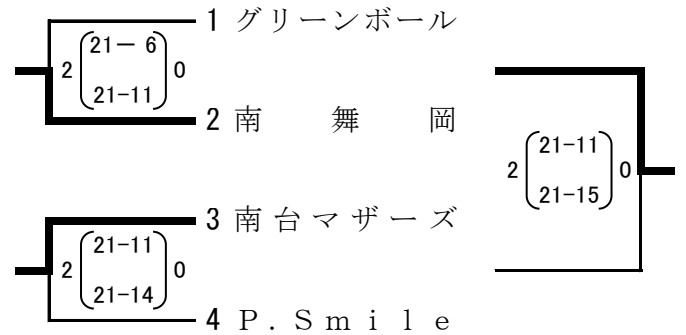 1 グリーンボール
2 (21- 6 21-11) 0
2 南 舞 岡
2 (21-11 21-15) 0
3 南台マザーズ
2 (21-11 21-14) 0
4 P.Smile